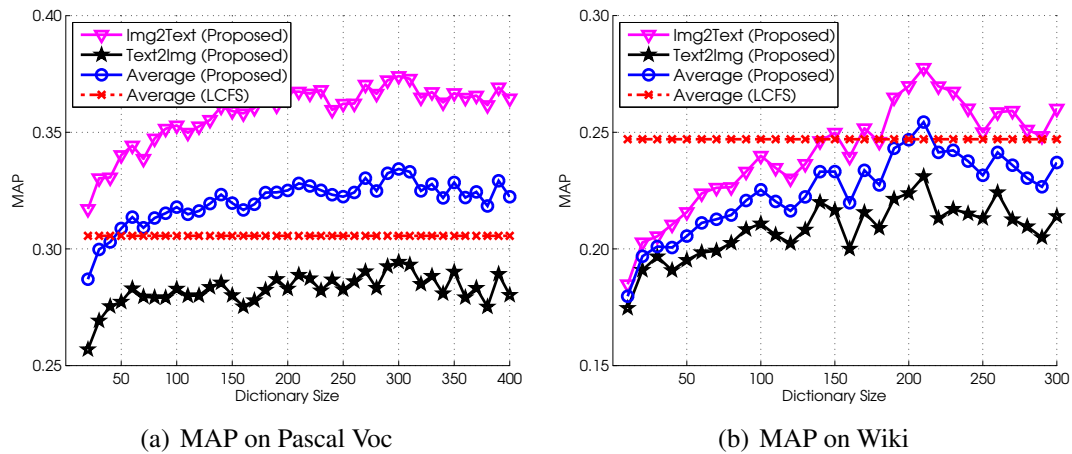 0.4
Img2Text (Proposed)
Text2Img (Proposed)
Average (Proposed)
Average (LCFS)
0.35
MAP
0.30
0.25
50 100 150 200 250 300 350 400
Dictionary Size
(a) MAP on Pascal Voc
0.30
Img2Text (Proposed)
Text2Img (Proposed)
Average (Proposed)
Average (LCFS)
0.25
MAP
0.20
0.15
50 100 150 200 250 300
Dictionary Size
(b) MAP on Wiki